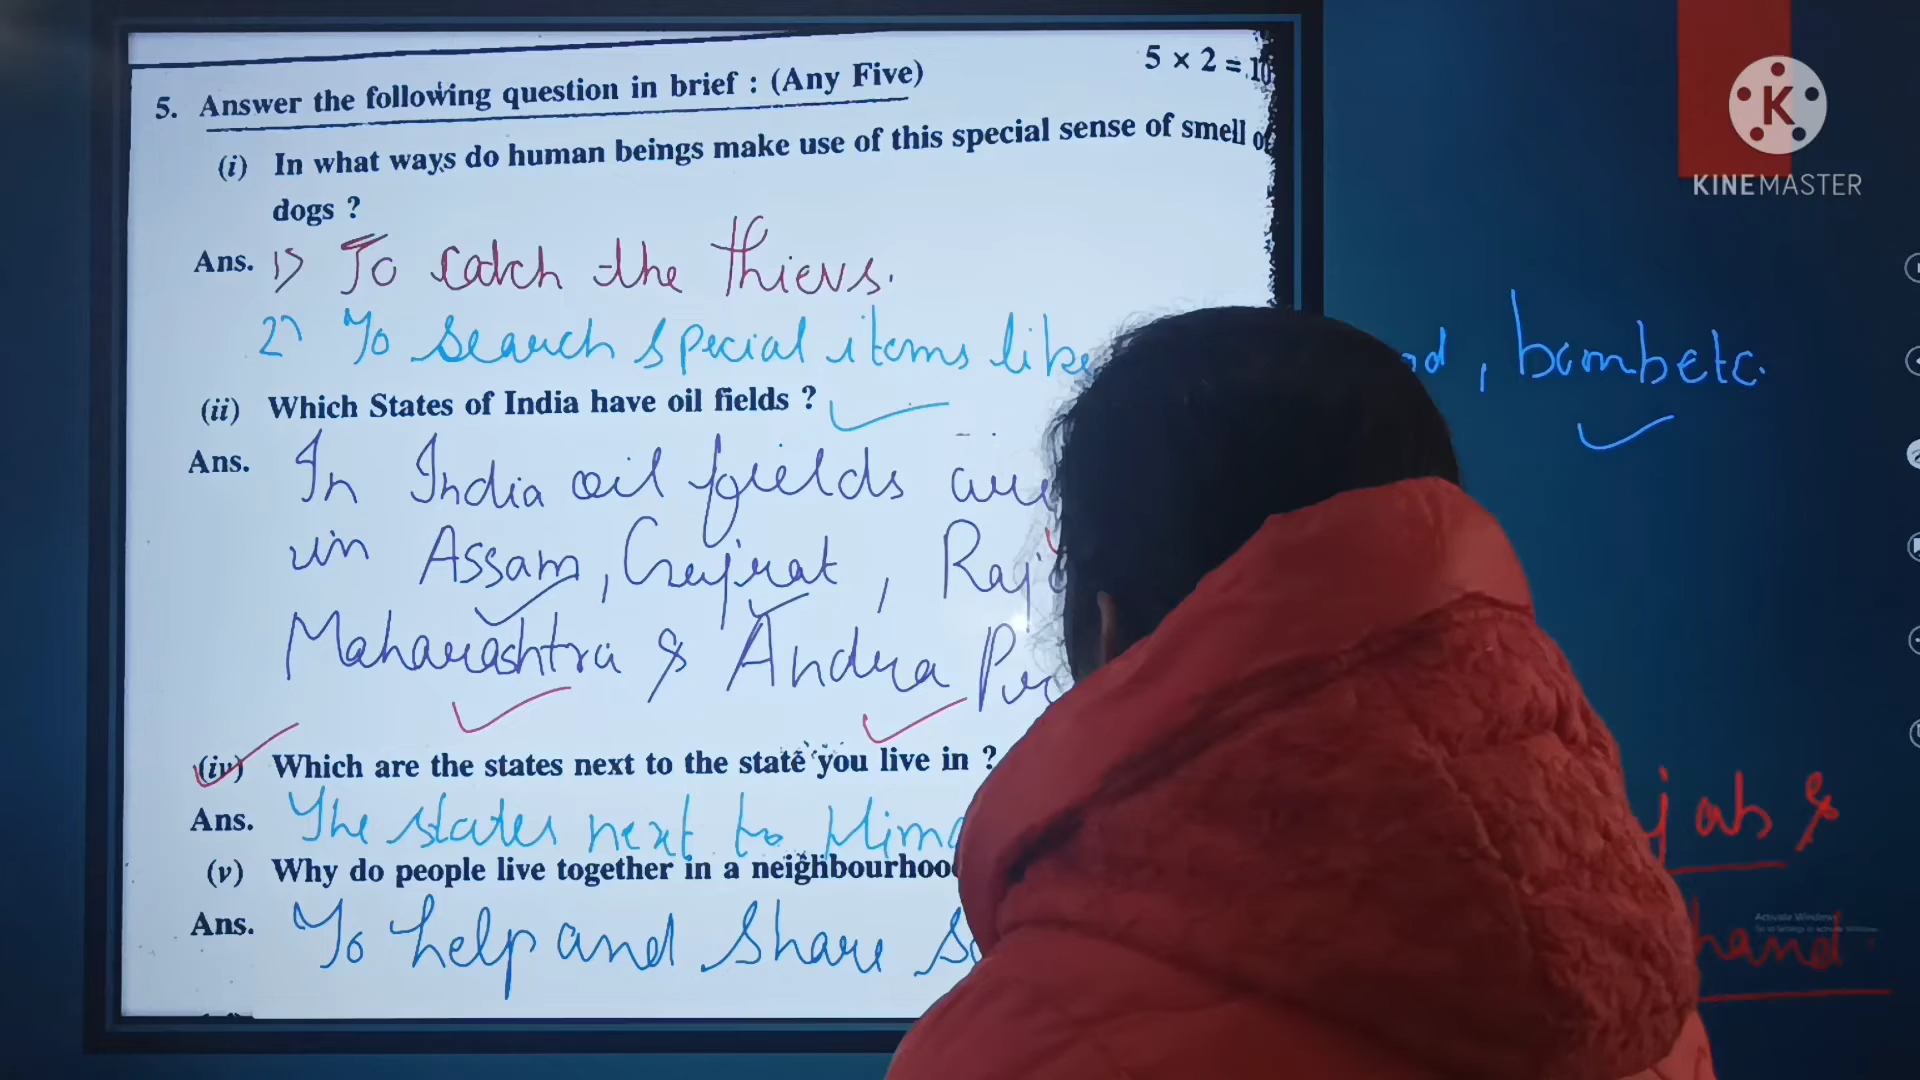 5 × 2 = 10
5. Answer the following question in brief : (Any Five)
(i) In what ways do human beings make use of this special sense of smell of
dogs ?
Ans. 1) To catch the thievs.
2) To search special items like , bomb etc.
(ii) Which States of India have oil fields ?
Ans. In India oil fields are
in Assam, Gujrat,
Maharashtra & Andra
(iv) Which are the states next to the state you live in ?
Ans. The states next to &
(v) Why do people live together in a
Ans. To help and share
KINEMASTER
Activate Windows